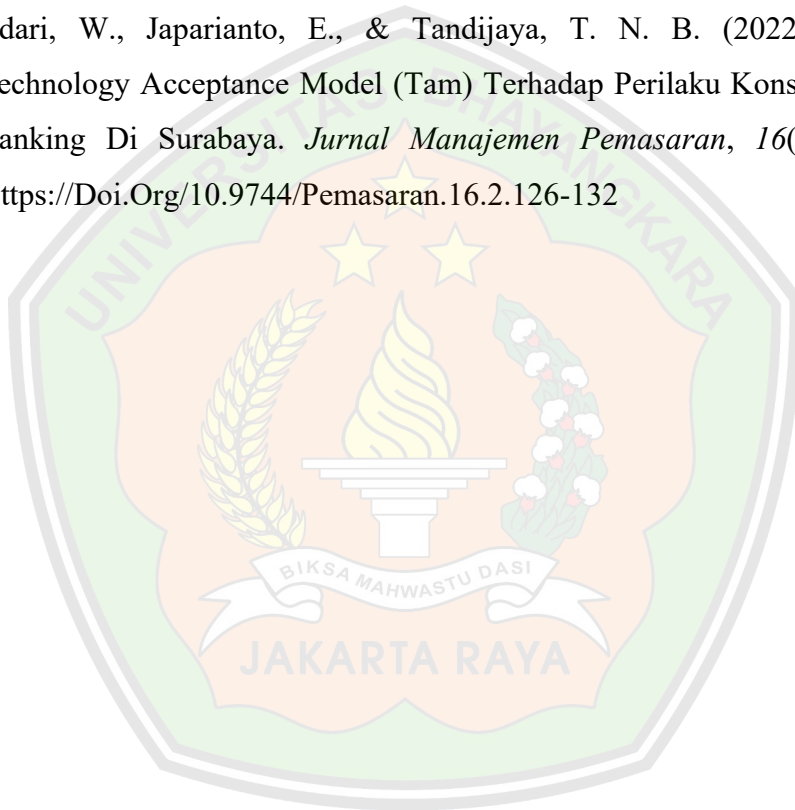 dari, W., Japarianto, E., & Tandijaya, T. N. B. (2022
echnology Acceptance Model (Tam) Terhadap Perilaku Kons
anking Di Surabaya. Jurnal Manajemen Pemasaran, 16(
ttps://Doi.Org/10.9744/Pemasaran.16.2.126-132
UNIVERSITAS BHAYANGKARA
BIKSA MAHWASTU DASI
JAKARTA RAYA